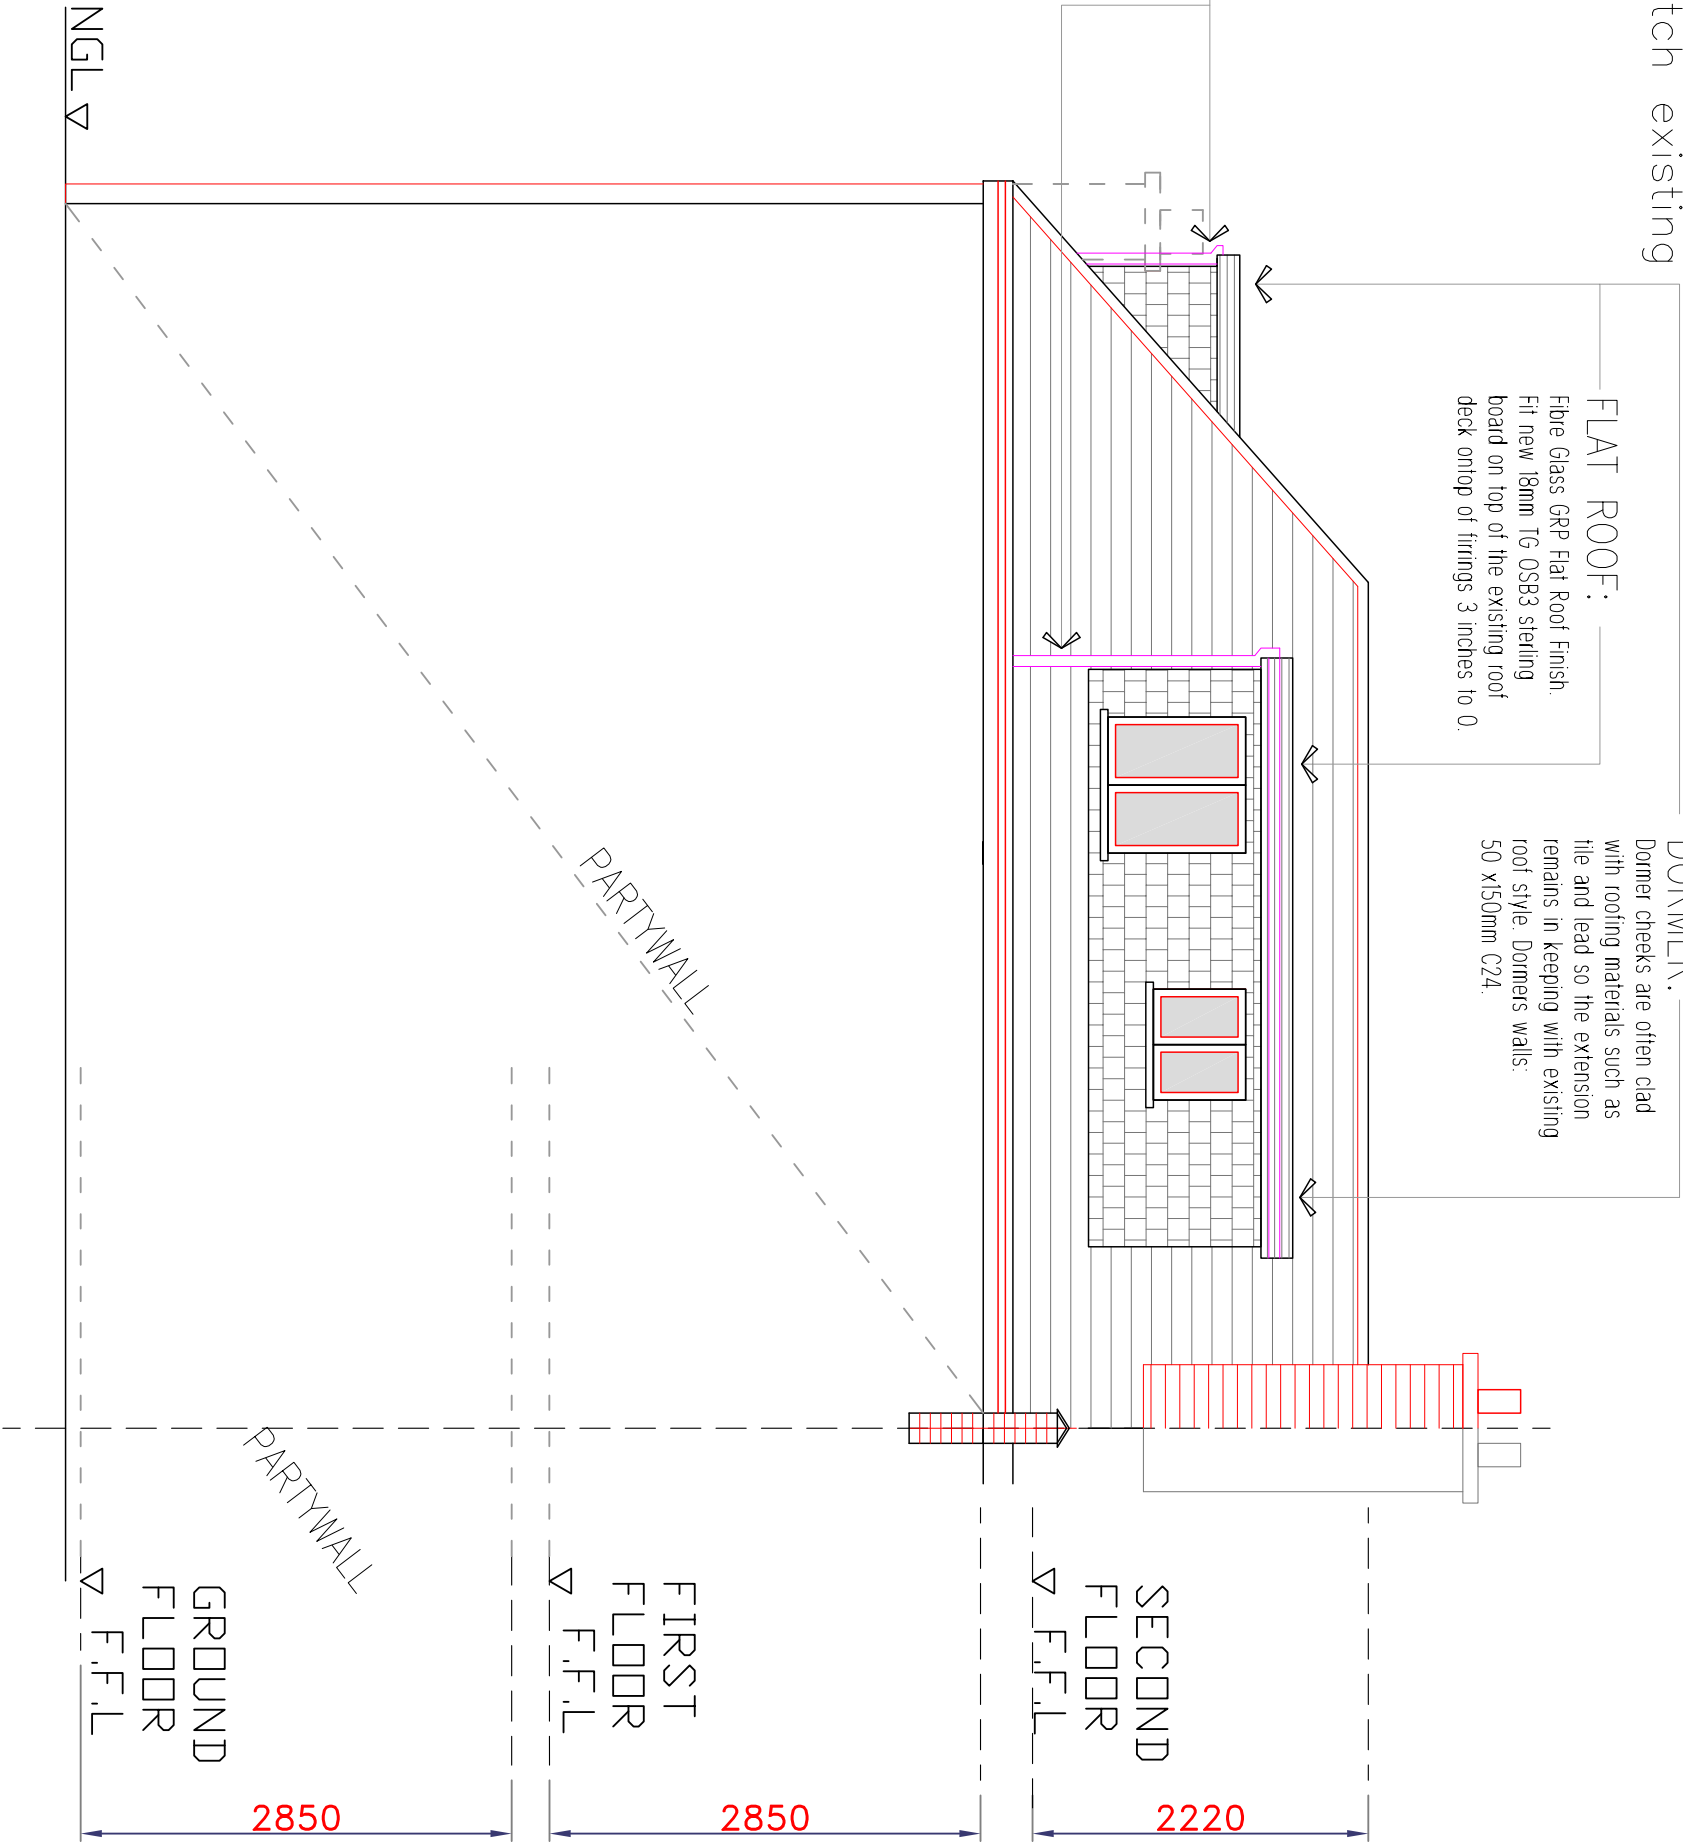 tch existing
FLAT ROOF:
Fibre Glass GRP Flat Roof Finish.
Fit new 18mm TG OSB3 sterling
board on top of the existing roof
deck ontop of firrings 3 inches to 0.
DORMER:
Dormer cheeks are often clad
with roofing materials such as
tile and lead so the extension
remains in keeping with existing
roof style. Dormers walls:
50 x150mm C24.
NGL
PARTYWALL
PARTYWALL
SECOND
FLOOR
F.F.L
FIRST
FLOOR
F.F.L
GROUND
FLOOR
F.F.L
2220
2850
2850